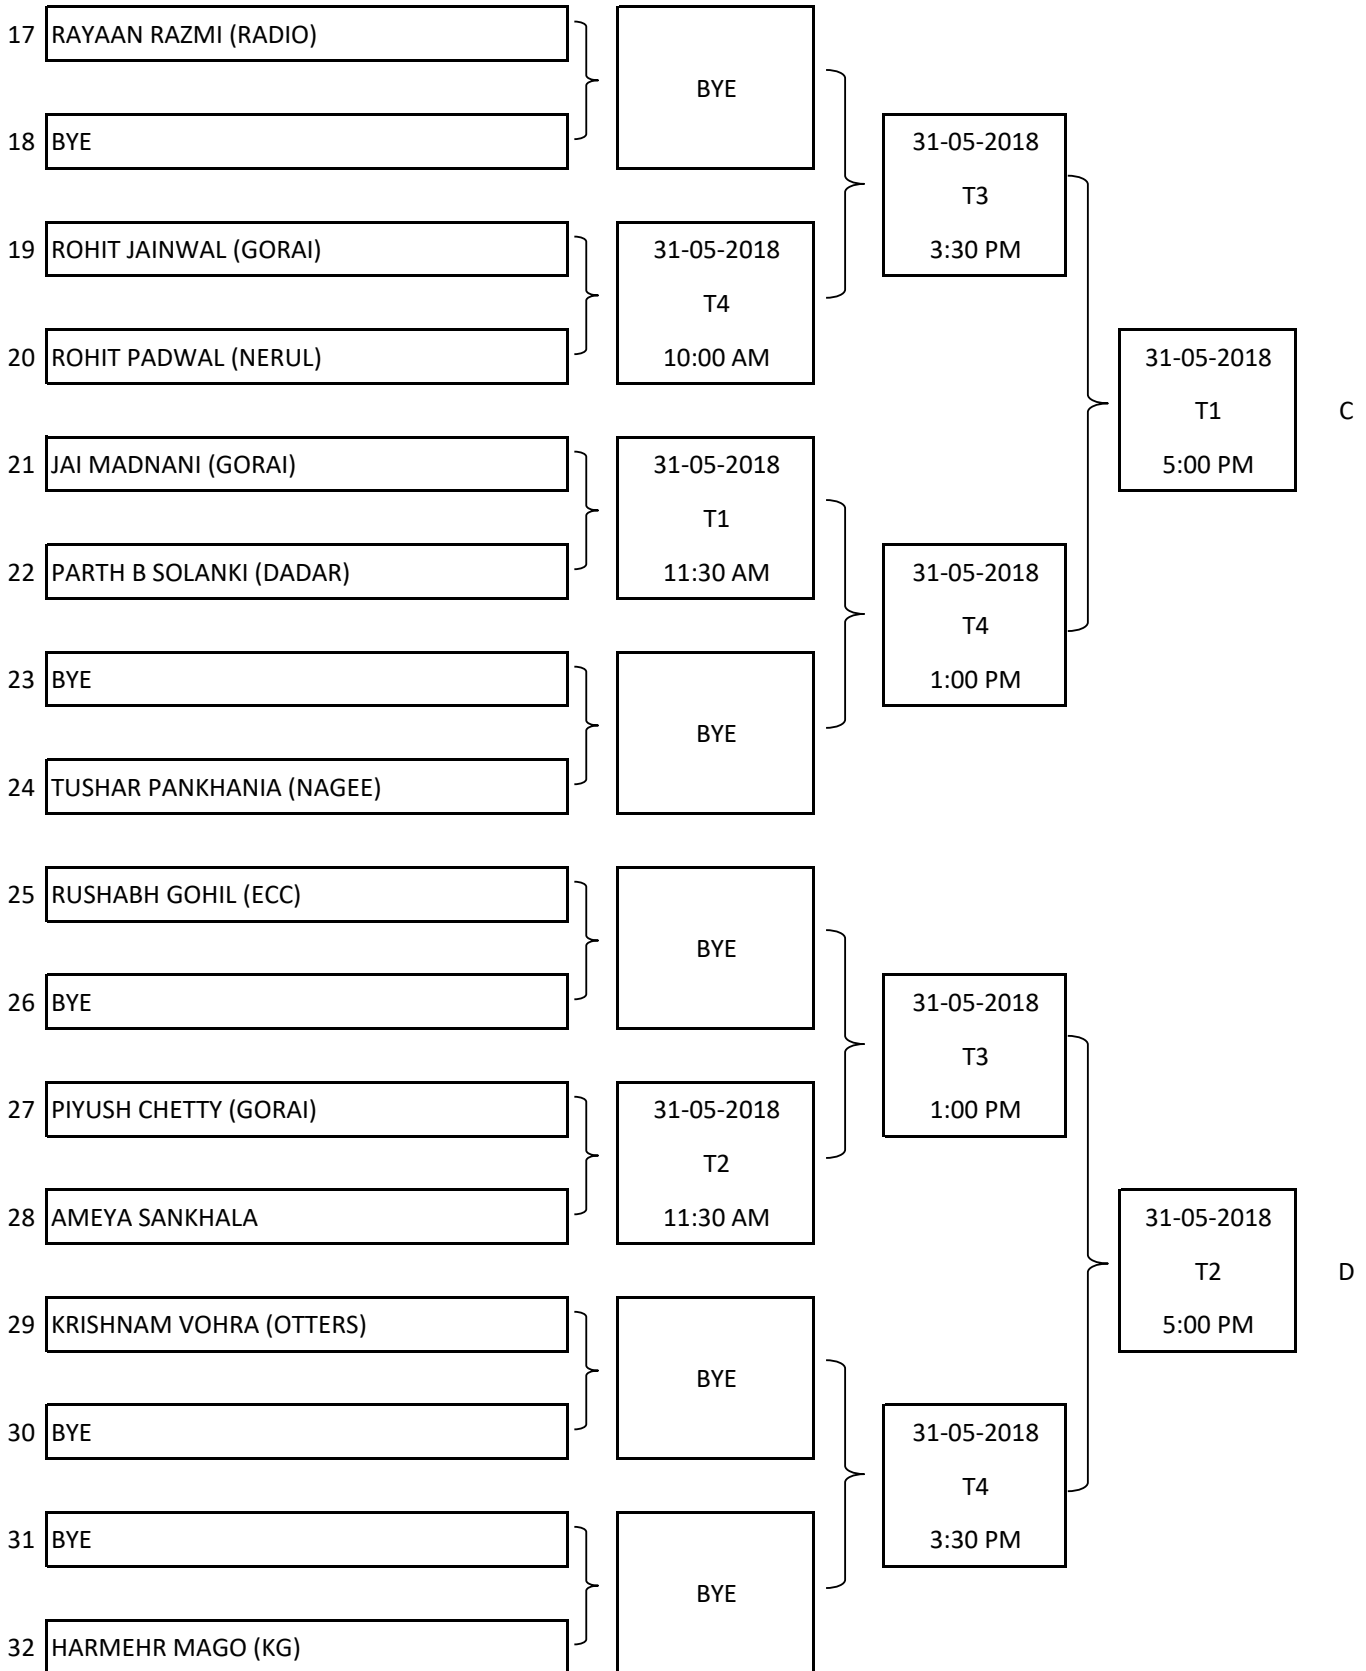 17 RAYAAN RAZMI (RADIO)
BYE
18 BYE
31-05-2018
T3
3:30 PM
19 ROHIT JAINWAL (GORAI)
31-05-2018
T4
10:00 AM
20 ROHIT PADWAL (NERUL)
31-05-2018
T1
5:00 PM
C
21 JAI MADNANI (GORAI)
31-05-2018
T1
11:30 AM
22 PARTH B SOLANKI (DADAR)
31-05-2018
T4
1:00 PM
23 BYE
BYE
24 TUSHAR PANKHANIA (NAGEE)
25 RUSHABH GOHIL (ECC)
BYE
26 BYE
31-05-2018
T3
1:00 PM
27 PIYUSH CHETTY (GORAI)
31-05-2018
T2
11:30 AM
28 AMEYA SANKHALA
31-05-2018
T2
5:00 PM
D
29 KRISHNAM VOHRA (OTTERS)
BYE
30 BYE
31-05-2018
T4
3:30 PM
31 BYE
BYE
32 HARMEHR MAGO (KG)